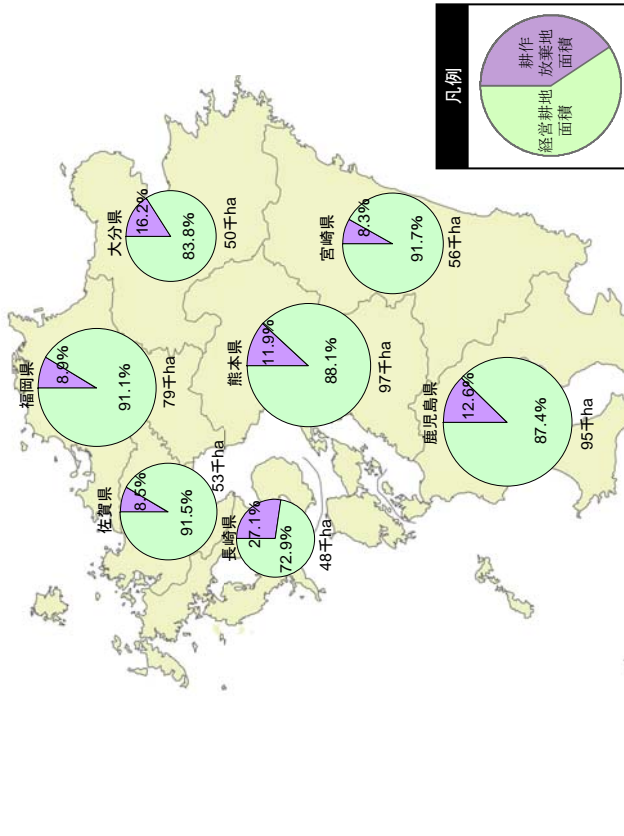 福岡県
8.9%
91.1%
79千ha
佐賀県
8.5%
91.5%
53千ha
長崎県
27.1%
72.9%
48千ha
大分県
16.2%
83.8%
50千ha
熊本県
11.9%
88.1%
97千ha
宮崎県
8.3%
91.7%
56千ha
鹿児島県
12.6%
87.4%
95千ha
凡例
耕作
放棄地
面積
経営耕地
面積